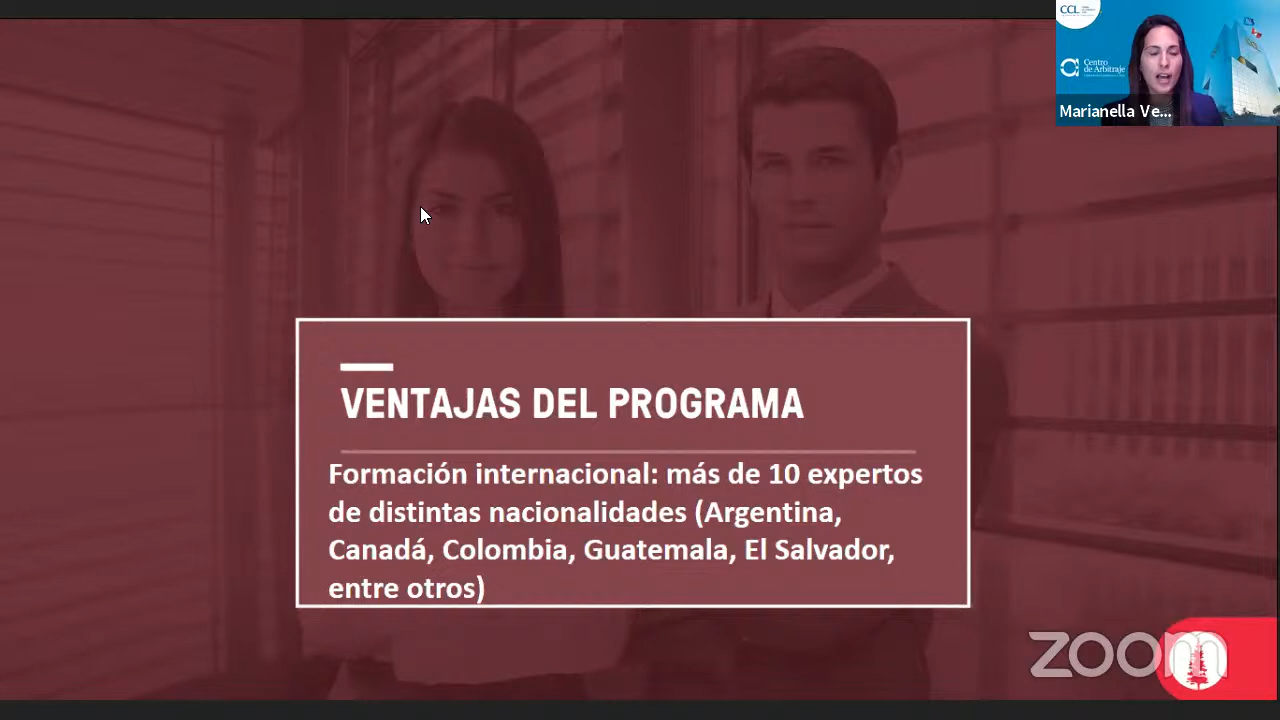 CCL
Centro
de Arbitraje
Marianella Ve...
VENTAJAS DEL PROGRAMA
Formación internacional: más de 10 expertos
de distintas nacionalidades (Argentina,
Canadá, Colombia, Guatemala, El Salvador,
entre otros)
zoom